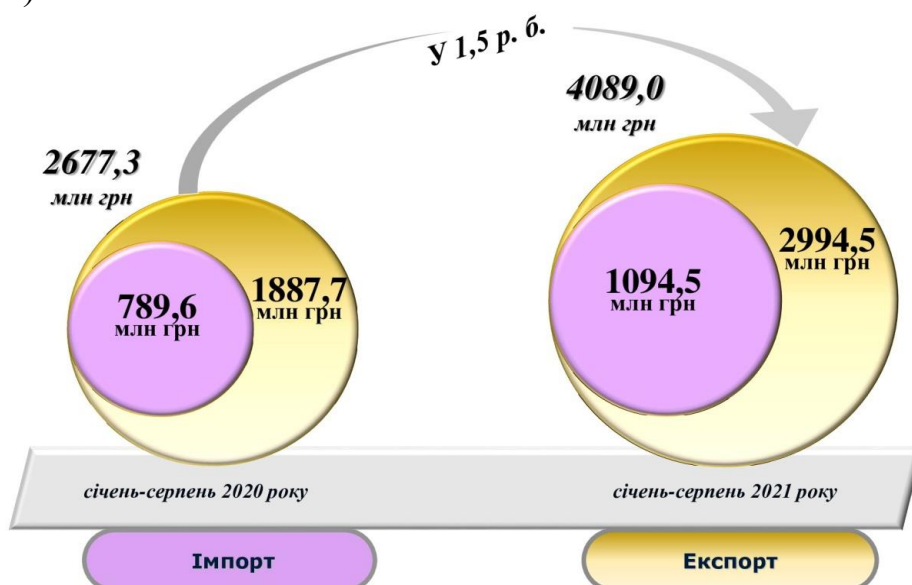 )
У 1,5 р. б.
2677,3
млн грн
4089,0
млн грн
789,6
млн грн
1887,7
млн грн
1094,5
млн грн
2994,5
млн грн
січень-серпень 2020 року
січень-серпень 2021 року
Імпорт
Експорт